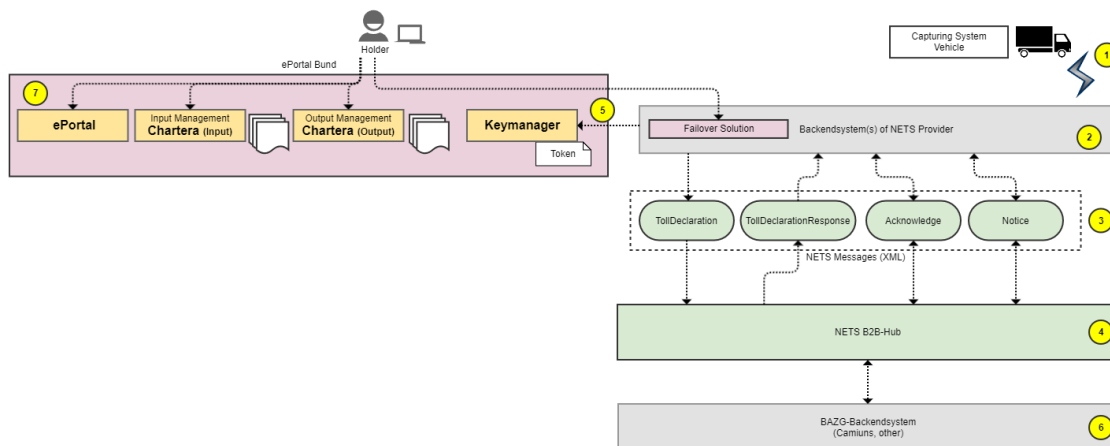 Holder
Capturing System
Vehicle
1
ePortal Bund
7
ePortal
Input Management
Chartera (Input)
Output Management
Chartera (Output)
5
Keymanager
Token
Failover Solution
Backendsystem(s) of NETS Provider
2
TollDeclaration
TollDeclarationResponse
Acknowledge
Notice
3
NETS Messages (XML)
NETS B2B-Hub
4
BAZG-Backendsystem
(Camiuns, other)
6